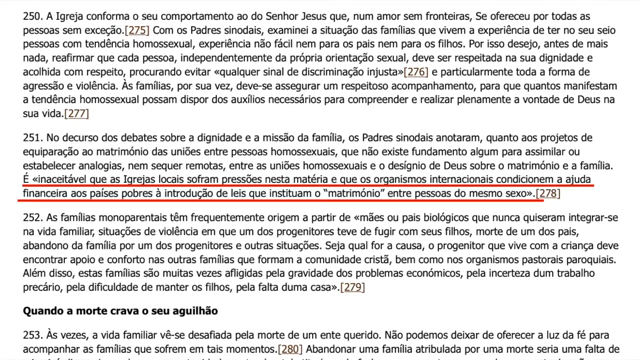 250. A Igreja conforma o seu comportamento ao do Senhor Jesus que, num amor sem fronteiras, Se ofereceu por todas as
pessoas sem exceção.[275] Com os Padres sinodais, examinei a situação das famílias que vivem a experiência de ter no seu seio
pessoas com tendência homossexual, experiência não fácil nem para os pais nem para os filhos. Por isso desejo, antes de mais
nada, reafirmar que cada pessoa, independentemente da própria orientação sexual, deve ser respeitada na sua dignidade e
acolhida com respeito, procurando evitar «qualquer sinal de discriminação injusta»[276] e particularmente toda a forma de
agressão e violência. Às famílias, por sua vez, deve-se assegurar um respeitoso acompanhamento, para que quantos manifestam
a tendência homossexual possam dispor dos auxílios necessários para compreender e realizar plenamente a vontade de Deus na
sua vida.[277]
251. No decurso dos debates sobre a dignidade e a missão da família, os Padres sinodais anotaram, quanto aos projetos de
equiparação ao matrimónio das uniões entre pessoas homossexuais, que não existe fundamento algum para assimilar ou
estabelecer analogias, nem sequer remotas, entre as uniões homossexuais e o desígnio de Deus sobre o matrimónio e a família.
É «inaceitável que as Igrejas locais sofram pressões nesta matéria e que os organismos internacionais condicionem a ajuda
financeira aos países pobres à introdução de leis que instituam o “matrimónio” entre pessoas do mesmo sexo».[278]
252. As famílias monoparentais têm frequentemente origem a partir de «mães ou pais biológicos que nunca quiseram integrar-se
na vida familiar, situações de violência em que um dos progenitores teve de fugir com seus filhos, morte de um dos pais,
abandono da família por um dos progenitores e outras situações. Seja qual for a causa, o progenitor que vive com a criança deve
encontrar apoio e conforto nas outras famílias que formam a comunidade cristã, bem como nos organismos pastorais paroquiais.
Além disso, estas famílias são muitas vezes afligidas pela gravidade dos problemas económicos, pela incerteza dum trabalho
precário, pela dificuldade de manter os filhos, pela falta duma casa».[279]
Quando a morte crava o seu aguilhão
253. Às vezes, a vida familiar vê-se desafiada pela morte de um ente querido. Não podemos deixar de oferecer a luz da fé para
acompanhar as famílias que sofrem em tais momentos.[280] Abandonar uma família atribulada por uma morte seria uma falta de